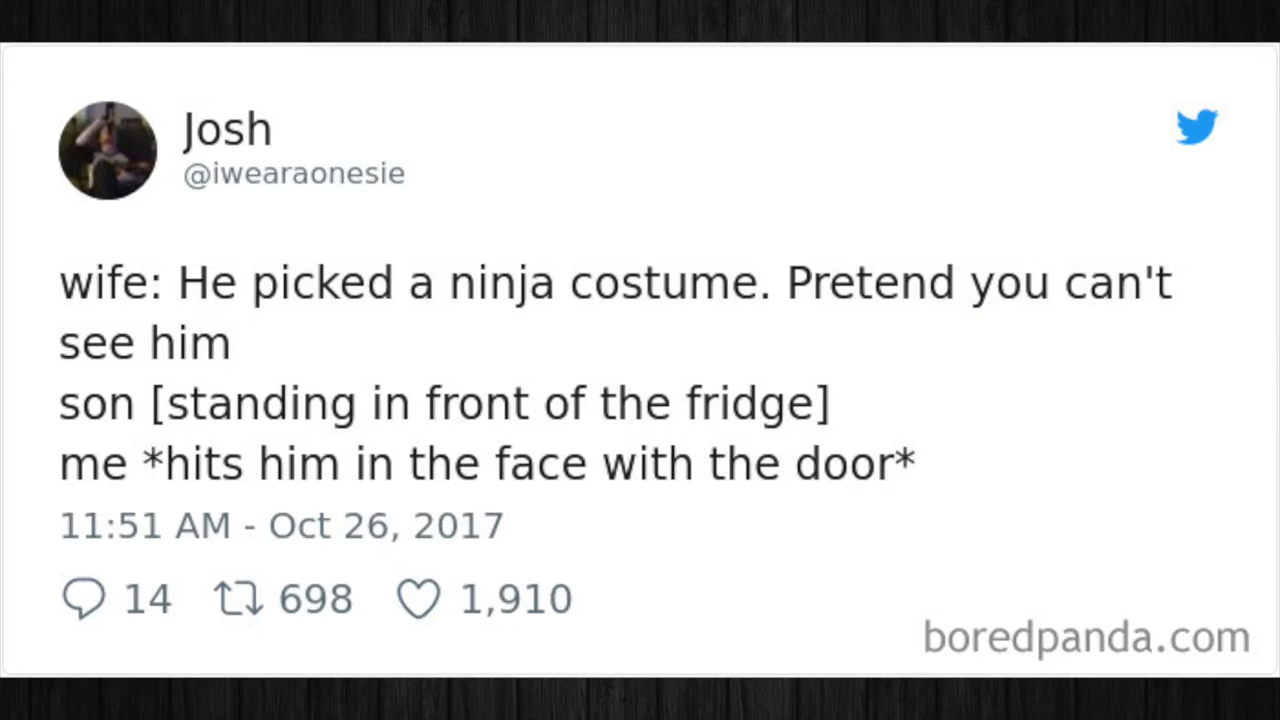 Josh
@iwearaonesie
wife: He picked a ninja costume. Pretend you can't
see him
son [standing in front of the fridge]
me *hits him in the face with the door*
11:51 AM - Oct 26, 2017
14 698 1,910
boredpanda.com